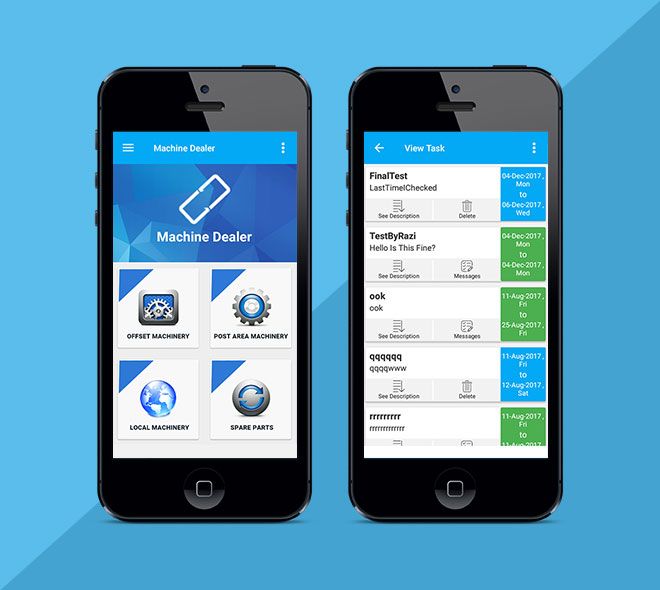 Machine Dealer
Machine Dealer
OFFSET MACHINERY
POST AREA MACHINERY
LOCAL MACHINERY
SPARE PARTS
View Task
FinalTest
LastTimeIChecked
See Description
Delete
04-Dec-2017 ,
Mon
to
06-Dec-2017 ,
Wed
TestByRazi
Hello Is This Fine?
See Description
Messages
04-Dec-2017 ,
Mon
to
04-Dec-2017 ,
Mon
ook
ook
See Description
Messages
11-Aug-2017 ,
Fri
to
25-Aug-2017 ,
Fri
qqqqqq
qqqqwww
See Description
Delete
11-Aug-2017 ,
Fri
to
12-Aug-2017 ,
Sat
rrrrrrrrr
rrrrrrrrrrrrr
11-Aug-2017 ,
Fri
to